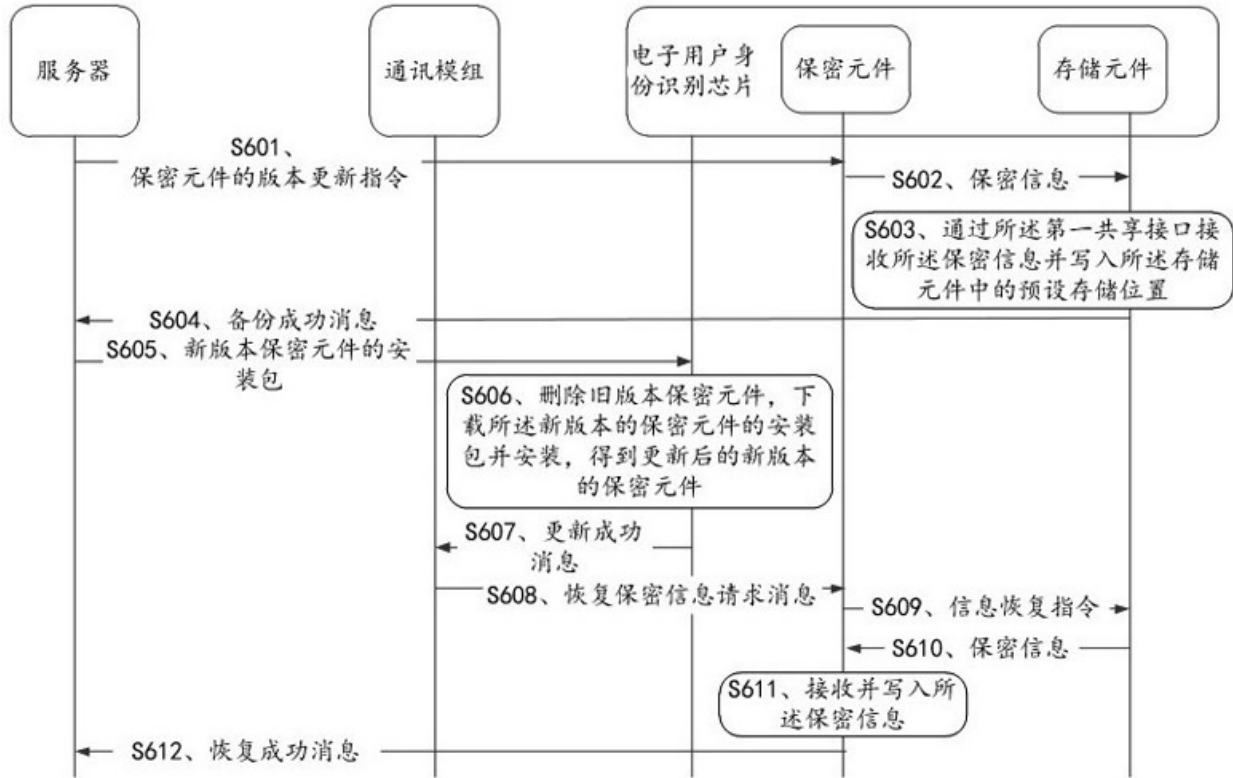 服务器
通讯模组
电子用户身
份识别芯片
保密元件
存储元件
S601、
保密元件的版本更新指令
S602、保密信息
S603、通过所述第一共享接口接
收所述保密信息并写入所述存储
元件中的预设存储位置
S604、备份成功消息
S605、新版本保密元件的安
装包
S606、删除旧版本保密元件，下
载所述新版本的保密元件的安装
包并安装，得到更新后的新版本
的保密元件
S607、更新成功
消息
S608、恢复保密信息请求消息
S609、信息恢复指令
S610、保密信息
S611、接收并写入所
述保密信息
S612、恢复成功消息